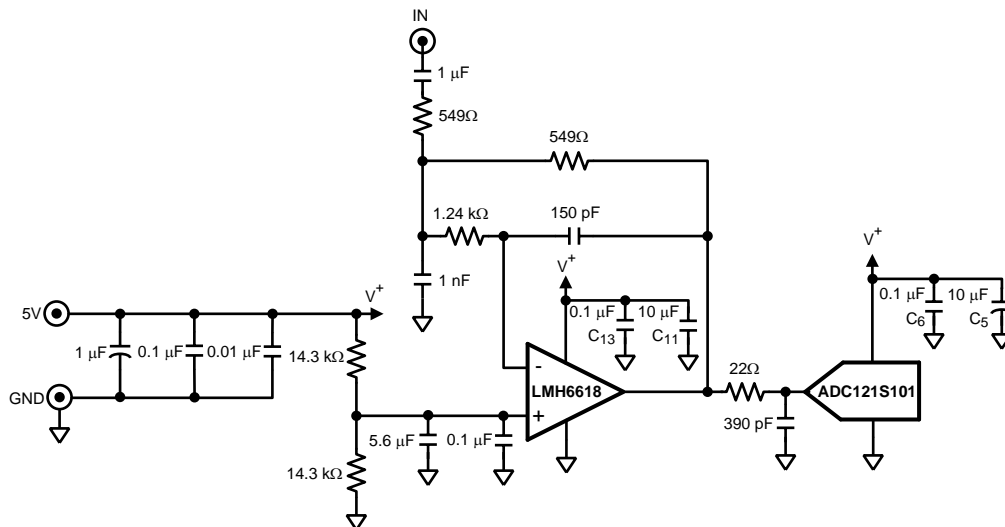 IN
1 μF
549Ω
549Ω
1.24 kΩ
150 pF
V+
1 nF
V+
5V
V+
0.1 μF
10 μF
C6
C5
0.1 μF
10 μF
C13
C11
1 μF
0.1 μF
0.01 μF
14.3 kΩ
GND
-
LMH6618
+
22Ω
ADC121S101
390 pF
5.6 μF
0.1 μF
14.3 kΩ